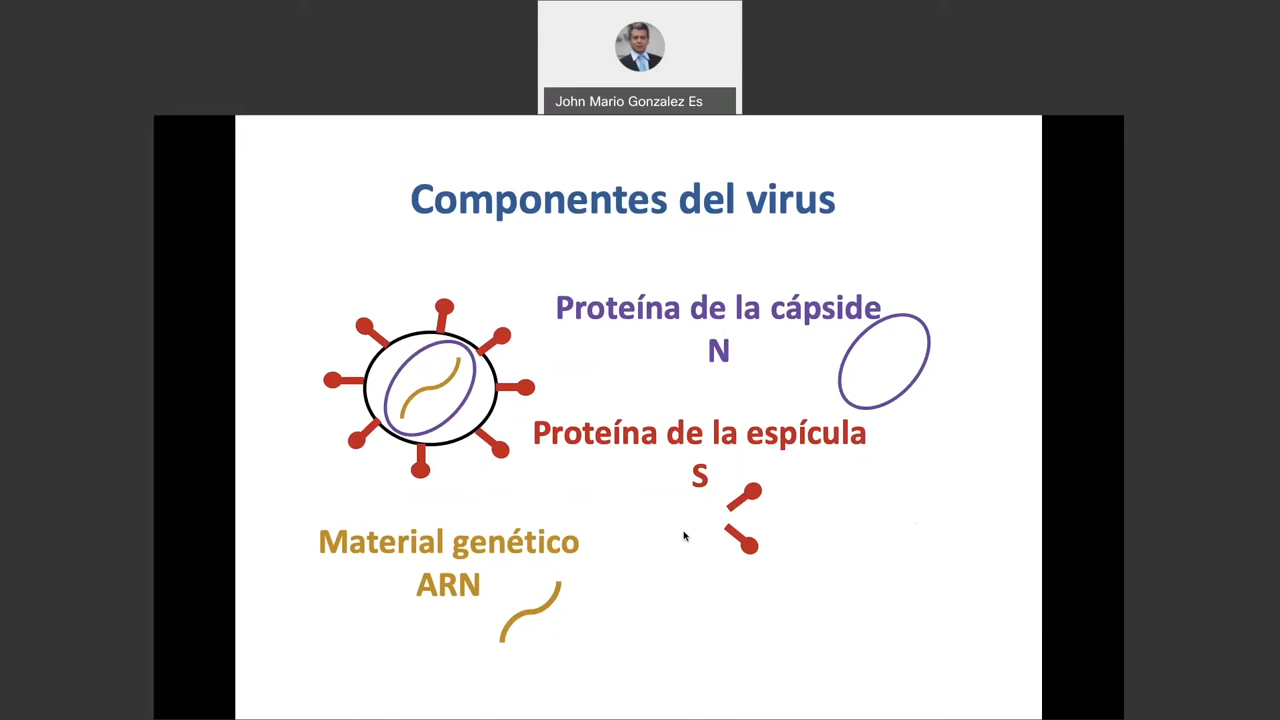 John Mario Gonzalez Es
Componentes del virus
Proteína de la cápside
N
Proteína de la espícula
S
Material genético
ARN